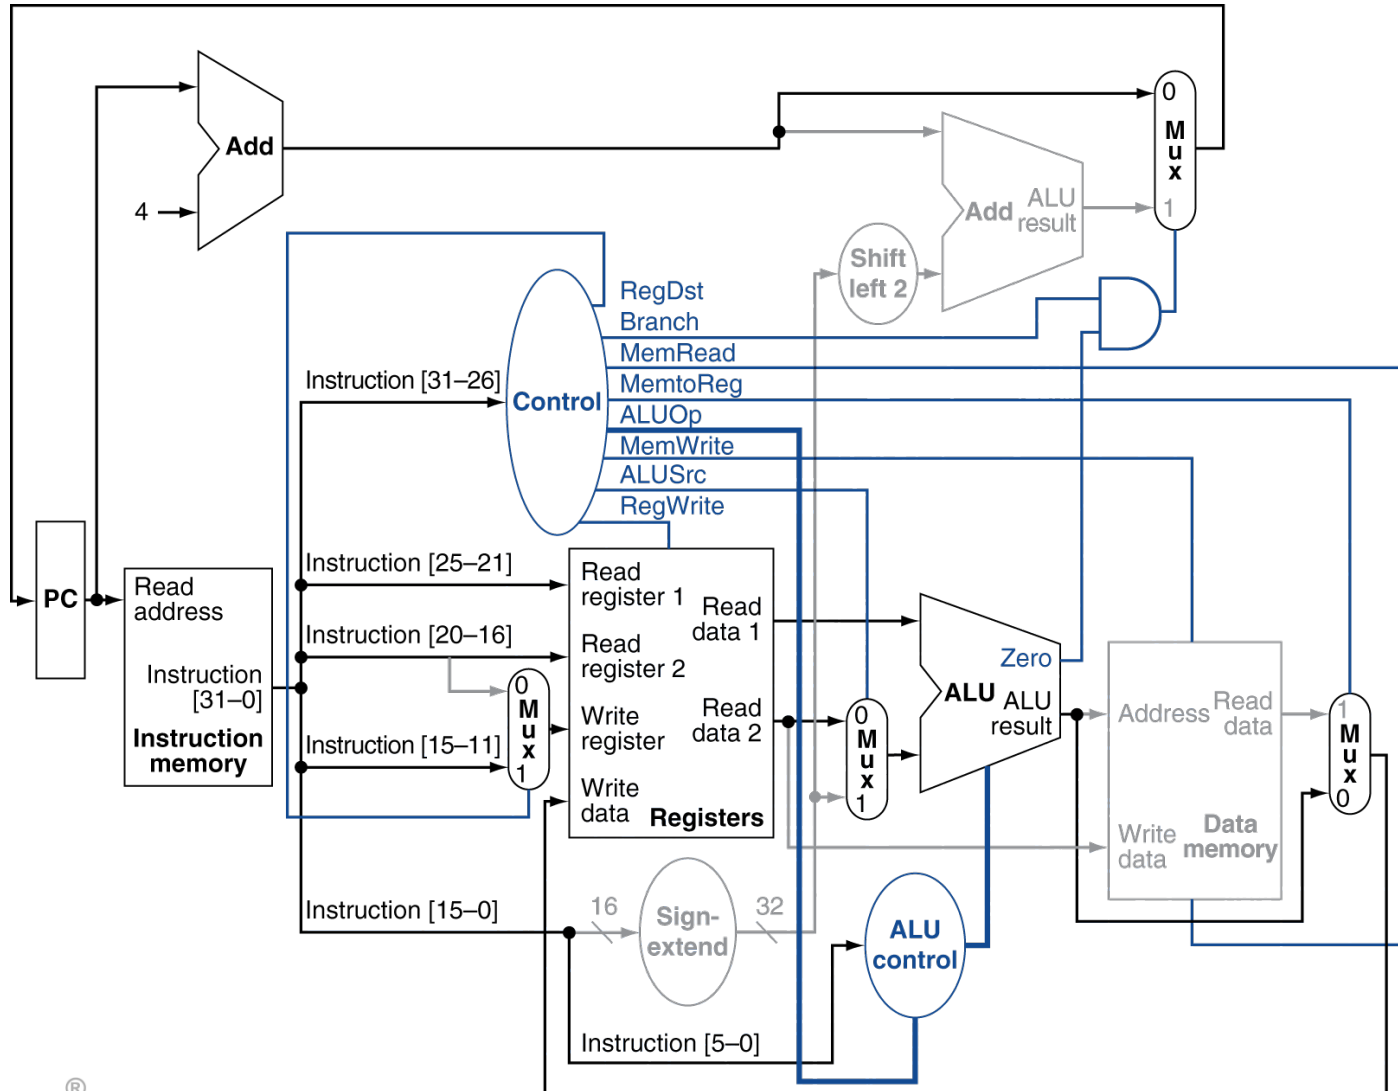 0
M
u
x
1
Add
4
Add
ALU
result
Shift
left 2
RegDst
Branch
MemRead
MemtoReg
ALUOp
MemWrite
ALUSrc
RegWrite
Control
Instruction [31–26]
Instruction [25–21]
Instruction [20–16]
Instruction [15–11]
Instruction [15–0]
Instruction [5–0]
PC
Read
address
Instruction
[31–0]
Instruction
memory
0
M
u
x
1
Read
register 1
Read
register 2
Write
register
Write
data
Read
data 1
Read
data 2
Registers
0
M
u
x
1
Zero
ALU
ALU
result
Address
Read
data
Write
data
Data
memory
1
M
u
x
0
16
Sign-
extend
32
ALU
control
®